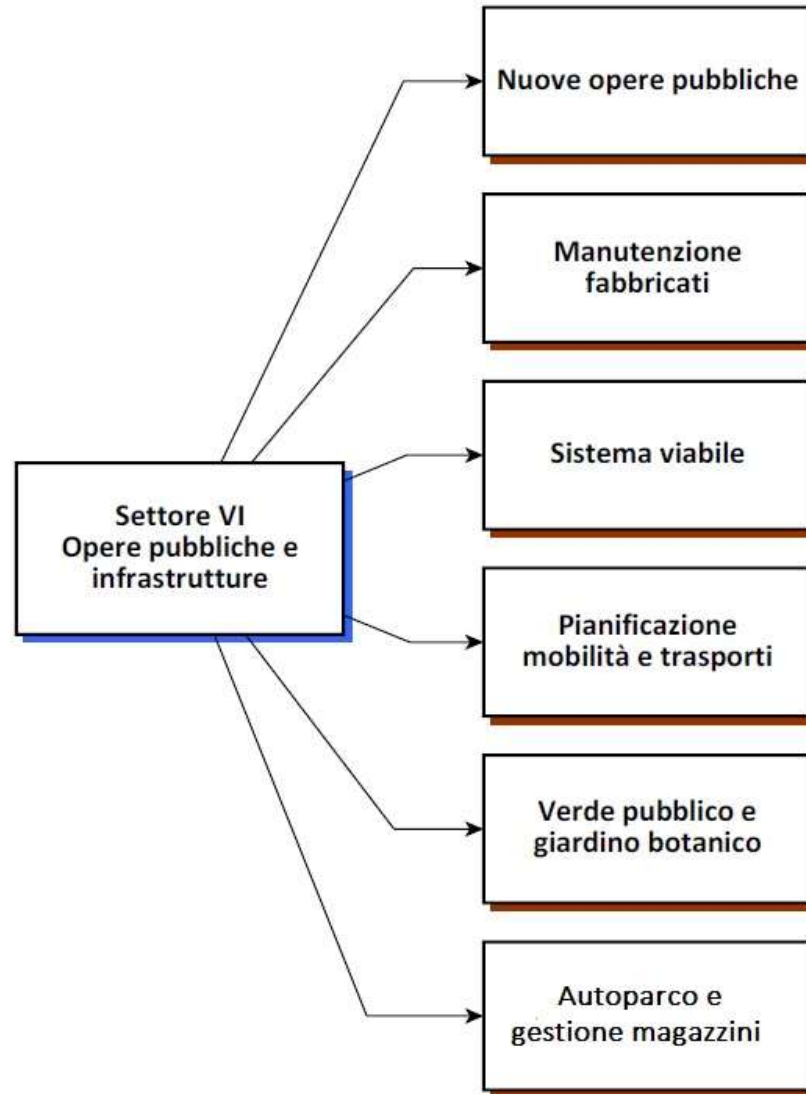 Nuove opere pubbliche
Manutenzione
fabbricati
Sistema viabile
Settore VI
Opere pubbliche e
infrastrutture
Pianificazione
mobilità e trasporti
Verde pubblico e
giardino botanico
Autoparco e
gestione magazzini